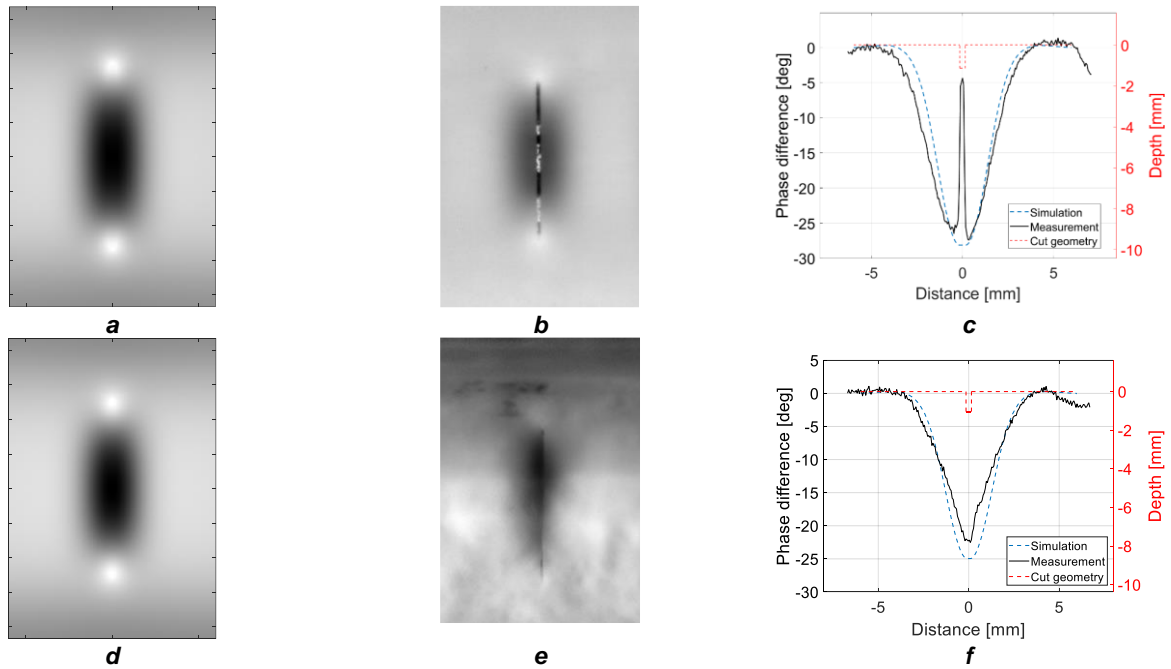 0
-5
-10
-15
-20
-25
-30
Phase difference [deg]
0
-2
-4
-6
-8
-10
Depth [mm]
Simulation
Measurement
Cut geometry
-5 0 5
Distance [mm]
a b c
5
0
-5
-10
-15
-20
-25
-30
Phase difference [deg]
0
-2
-4
-6
-8
-10
Depth [mm]
Simulation
Measurement
Cut geometry
-5 0 5
Distance [mm]
d e f